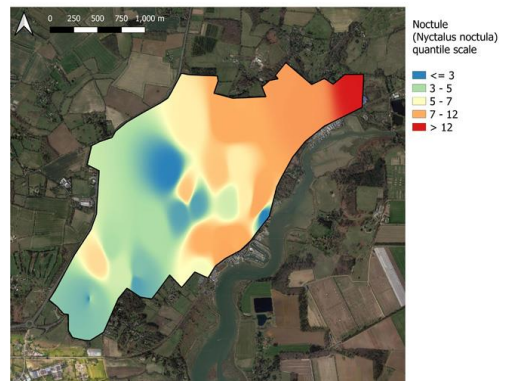 0 250 500 750 1,000 m
Noctule
(Nyctalus noctula)
quantile scale
<= 3
3 - 5
5 - 7
7 - 12
> 12